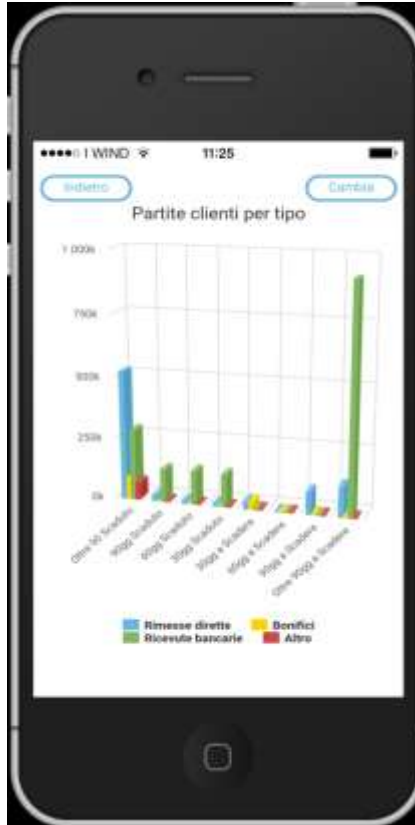 I WIND 11:25
Indietro Cambia
Partite clienti per tipo
1 000k
750k
500k
250k
0k
Oltre 90 Scaduto
90gg Scaduto
60gg Scaduto
30gg Scaduto
30gg a Scadere
60gg a Scadere
90gg a Scadere
Oltre 90gg a Scadere
Rimesse dirette Bonifici
Ricevute bancarie Altro